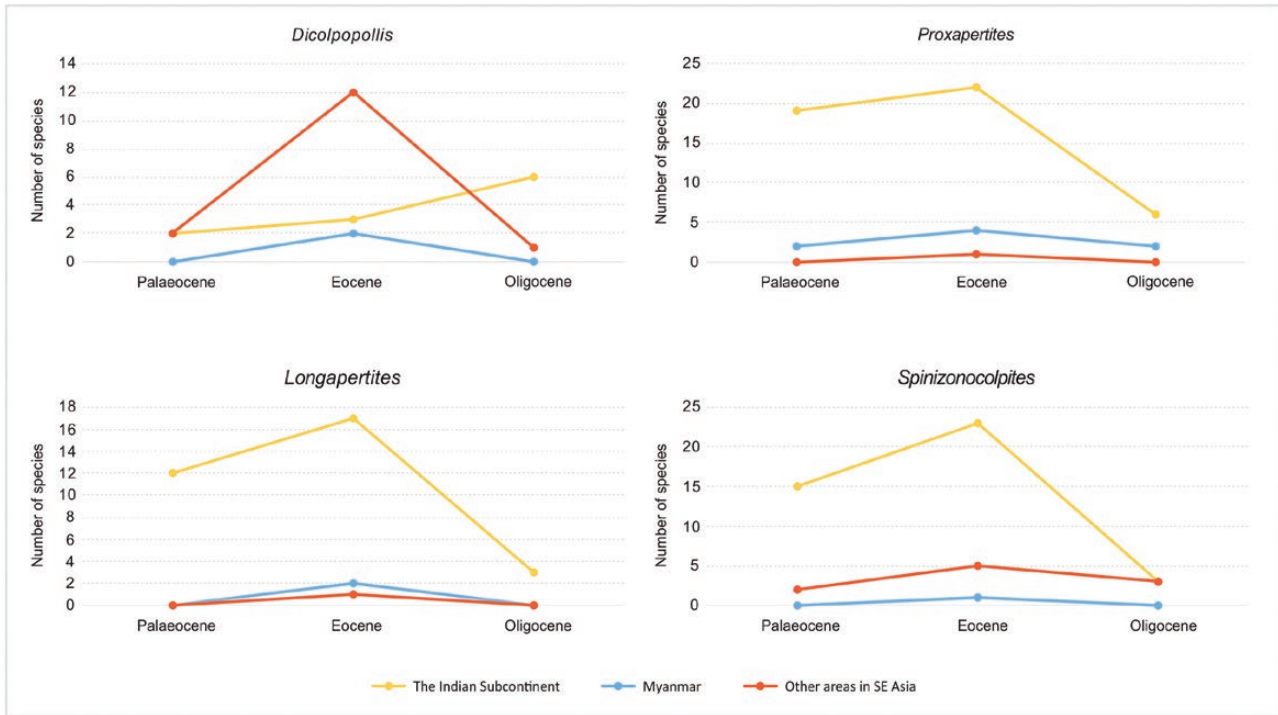 Dicolpopollis
Number of species
14
12
10
8
6
4
2
0
Palaeocene Eocene Oligocene
Proxapertites
Number of species
25
20
15
10
5
0
Palaeocene Eocene Oligocene
Longapertites
Number of species
18
16
14
12
10
8
6
4
2
0
Palaeocene Eocene Oligocene
Spinizonocolpites
Number of species
25
20
15
10
5
0
Palaeocene Eocene Oligocene
The Indian Subcontinent Myanmar Other areas in SE Asia